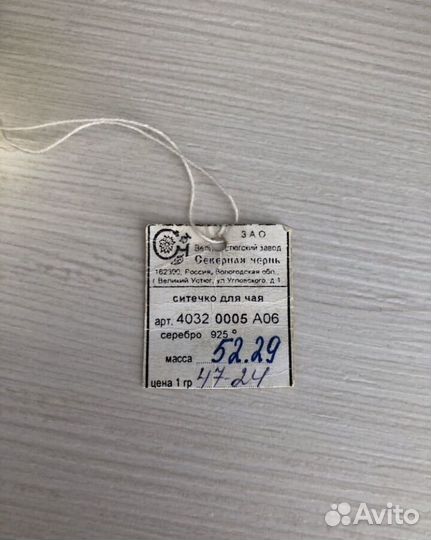 ЗАО
Великоустюгский завод
Северная чернь
162390, Россия, Вологодская обл.,
г Великий Устюг, ул Угловского, д 1
ситечко для чая
арт. 4032 0005 А06
серебро 925°
масса 52.29
цена 1 гр 47-24
Avito